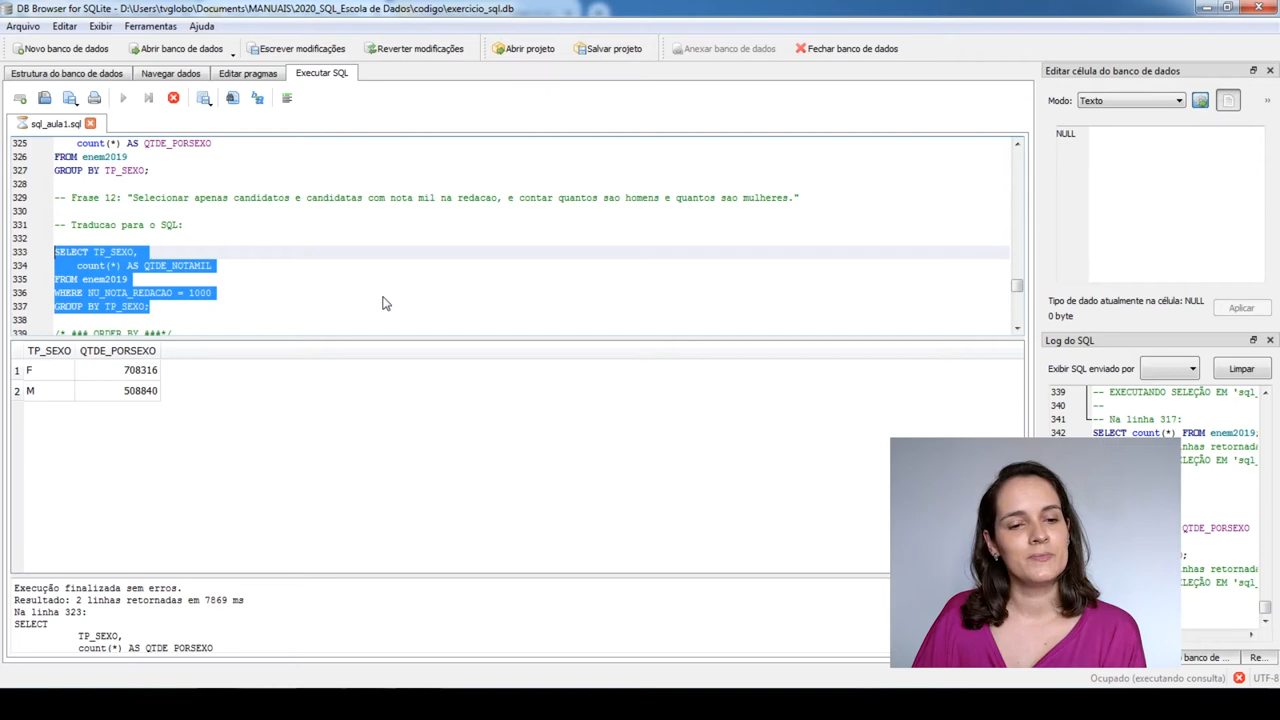 DB Browser for SQLite - D:\Users\tvglobo\Documents\MANUAIS\2020_SQL_Escola de Dados\codigo\exercicio_sql.db
Arquivo Editar Exibir Ferramentas Ajuda
Novo banco de dados Abrir banco de dados Escrever modificações Reverter modificações Abrir projeto Salvar projeto Anexar banco de dados Fechar banco de dados
Estrutura do banco de dados Navegar dados Editar pragmas Executar SQL
sql_aula1.sql
325 count(*) AS QTDE_PORSEXO
326 FROM enem2019
327 GROUP BY TP_SEXO;
328
329 -- Frase 12: "Selecionar apenas candidatos e candidatas com nota mil na redacao, e contar quantos sao homens e quantos sao mulheres."
330
331 -- Traducao para o SQL:
332
333 SELECT TP_SEXO,
334 count(*) AS QTDE_NOTAMIL
335 FROM enem2019
336 WHERE NU_NOTA_REDACAO = 1000
337 GROUP BY TP_SEXO;
338
339 /* ### ORDER BY ###*/
TP_SEXO QTDE_PORSEXO
1 F 708316
2 M 508840
Execução finalizada sem erros.
Resultado: 2 linhas retornadas em 7869 ms
Na linha 323:
SELECT
TP_SEXO,
count(*) AS QTDE_PORSEXO
Editar célula do banco de dados
Modo: Texto
»
NULL
Tipo de dado atualmente na célula: NULL
0 byte
Aplicar
Log do SQL
Exibir SQL enviado por Limpar
339 -- EXECUTANDO SELEÇÃO EM 'sql_
340 --
341 -- Na linha 317:
342 SELECT count(*) FROM enem2019;
linhas retornada
ELEÇÃO EM 'sql_
QTDE_PORSEXO
;
linhas retornada
ELEÇÃO EM 'sql_
banco de ... Re...
Ocupado (executando consulta) UTF-8